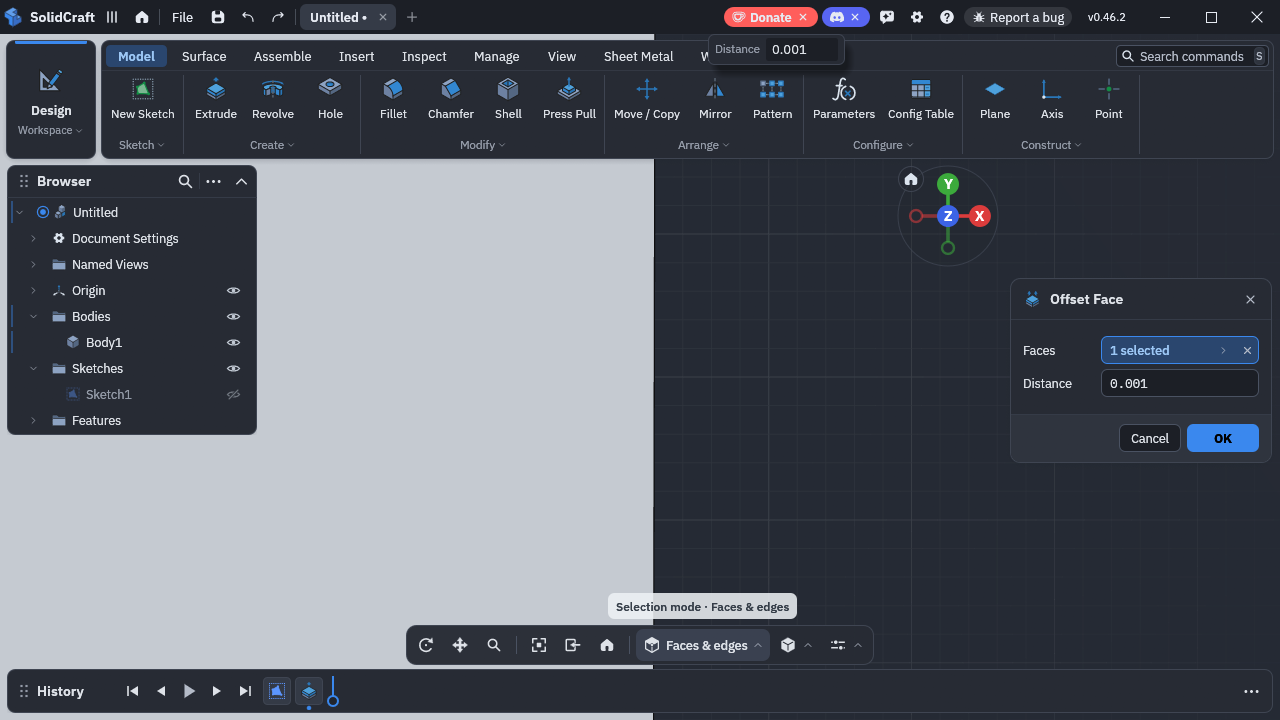 SolidCraft File Untitled • Donate Report a bug v0.46.2
Distance 0.001
Model Surface Assemble Insert Inspect Manage View Sheet Metal Search commands S
Design
Workspace
New Sketch Extrude Revolve Hole Fillet Chamfer Shell Press Pull Move / Copy Mirror Pattern Parameters Config Table Plane Axis Point
Sketch Create Modify Arrange Configure Construct
Browser
Untitled
Document Settings
Named Views
Origin
Bodies
Body1
Sketches
Sketch1
Features
Y
Z X
Offset Face
Faces 1 selected
Distance 0.001
Cancel OK
Selection mode · Faces & edges
Faces & edges
History